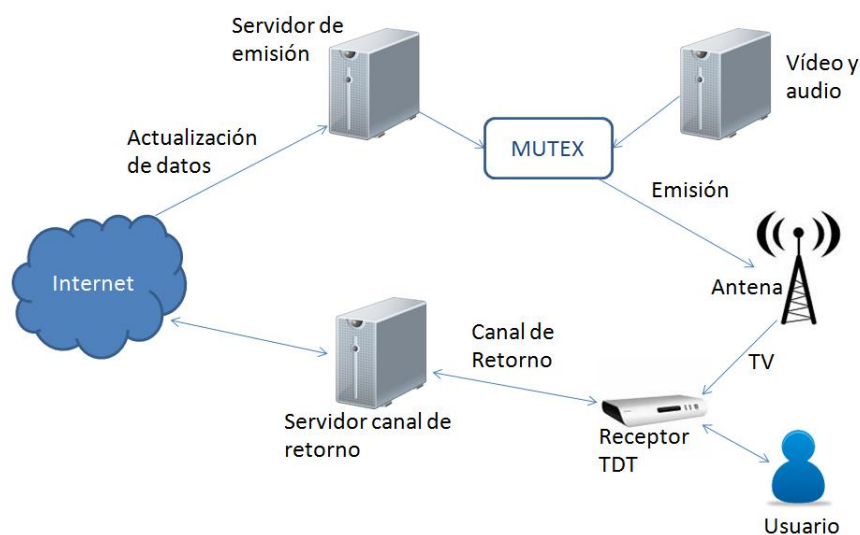 Servidor de
emisión
Vídeo y
audio
Actualización
de datos
MUTEX
Emisión
Internet
Antena
Canal de
Retorno
TV
Servidor canal de
retorno
Receptor
TDT
Usuario